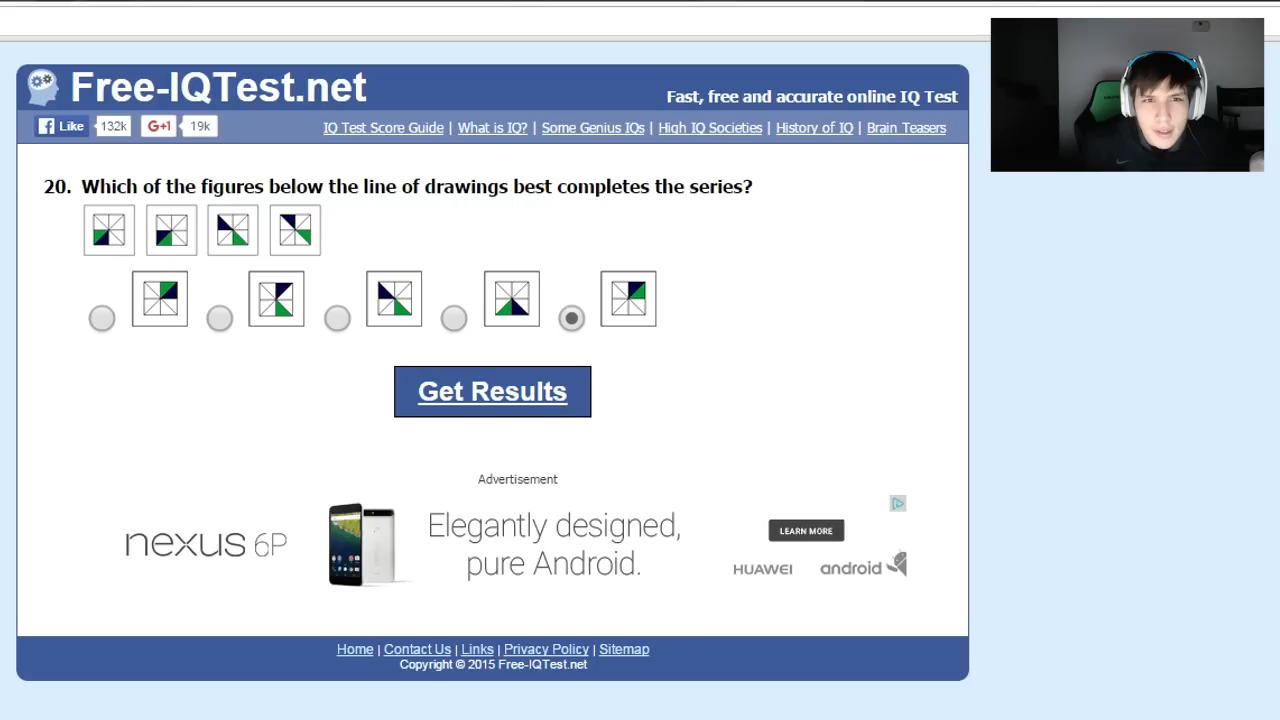 Free-IQTest.net
Fast, free and accurate online IQ Test
Like 132k G+1 19k
IQ Test Score Guide | What is IQ? | Some Genius IQs | High IQ Societies | History of IQ | Brain Teasers
20. Which of the figures below the line of drawings best completes the series?
Get Results
Advertisement
nexus 6P
Elegantly designed,
pure Android.
LEARN MORE
HUAWEI android
Home | Contact Us | Links | Privacy Policy | Sitemap
Copyright © 2015 Free-IQTest.net